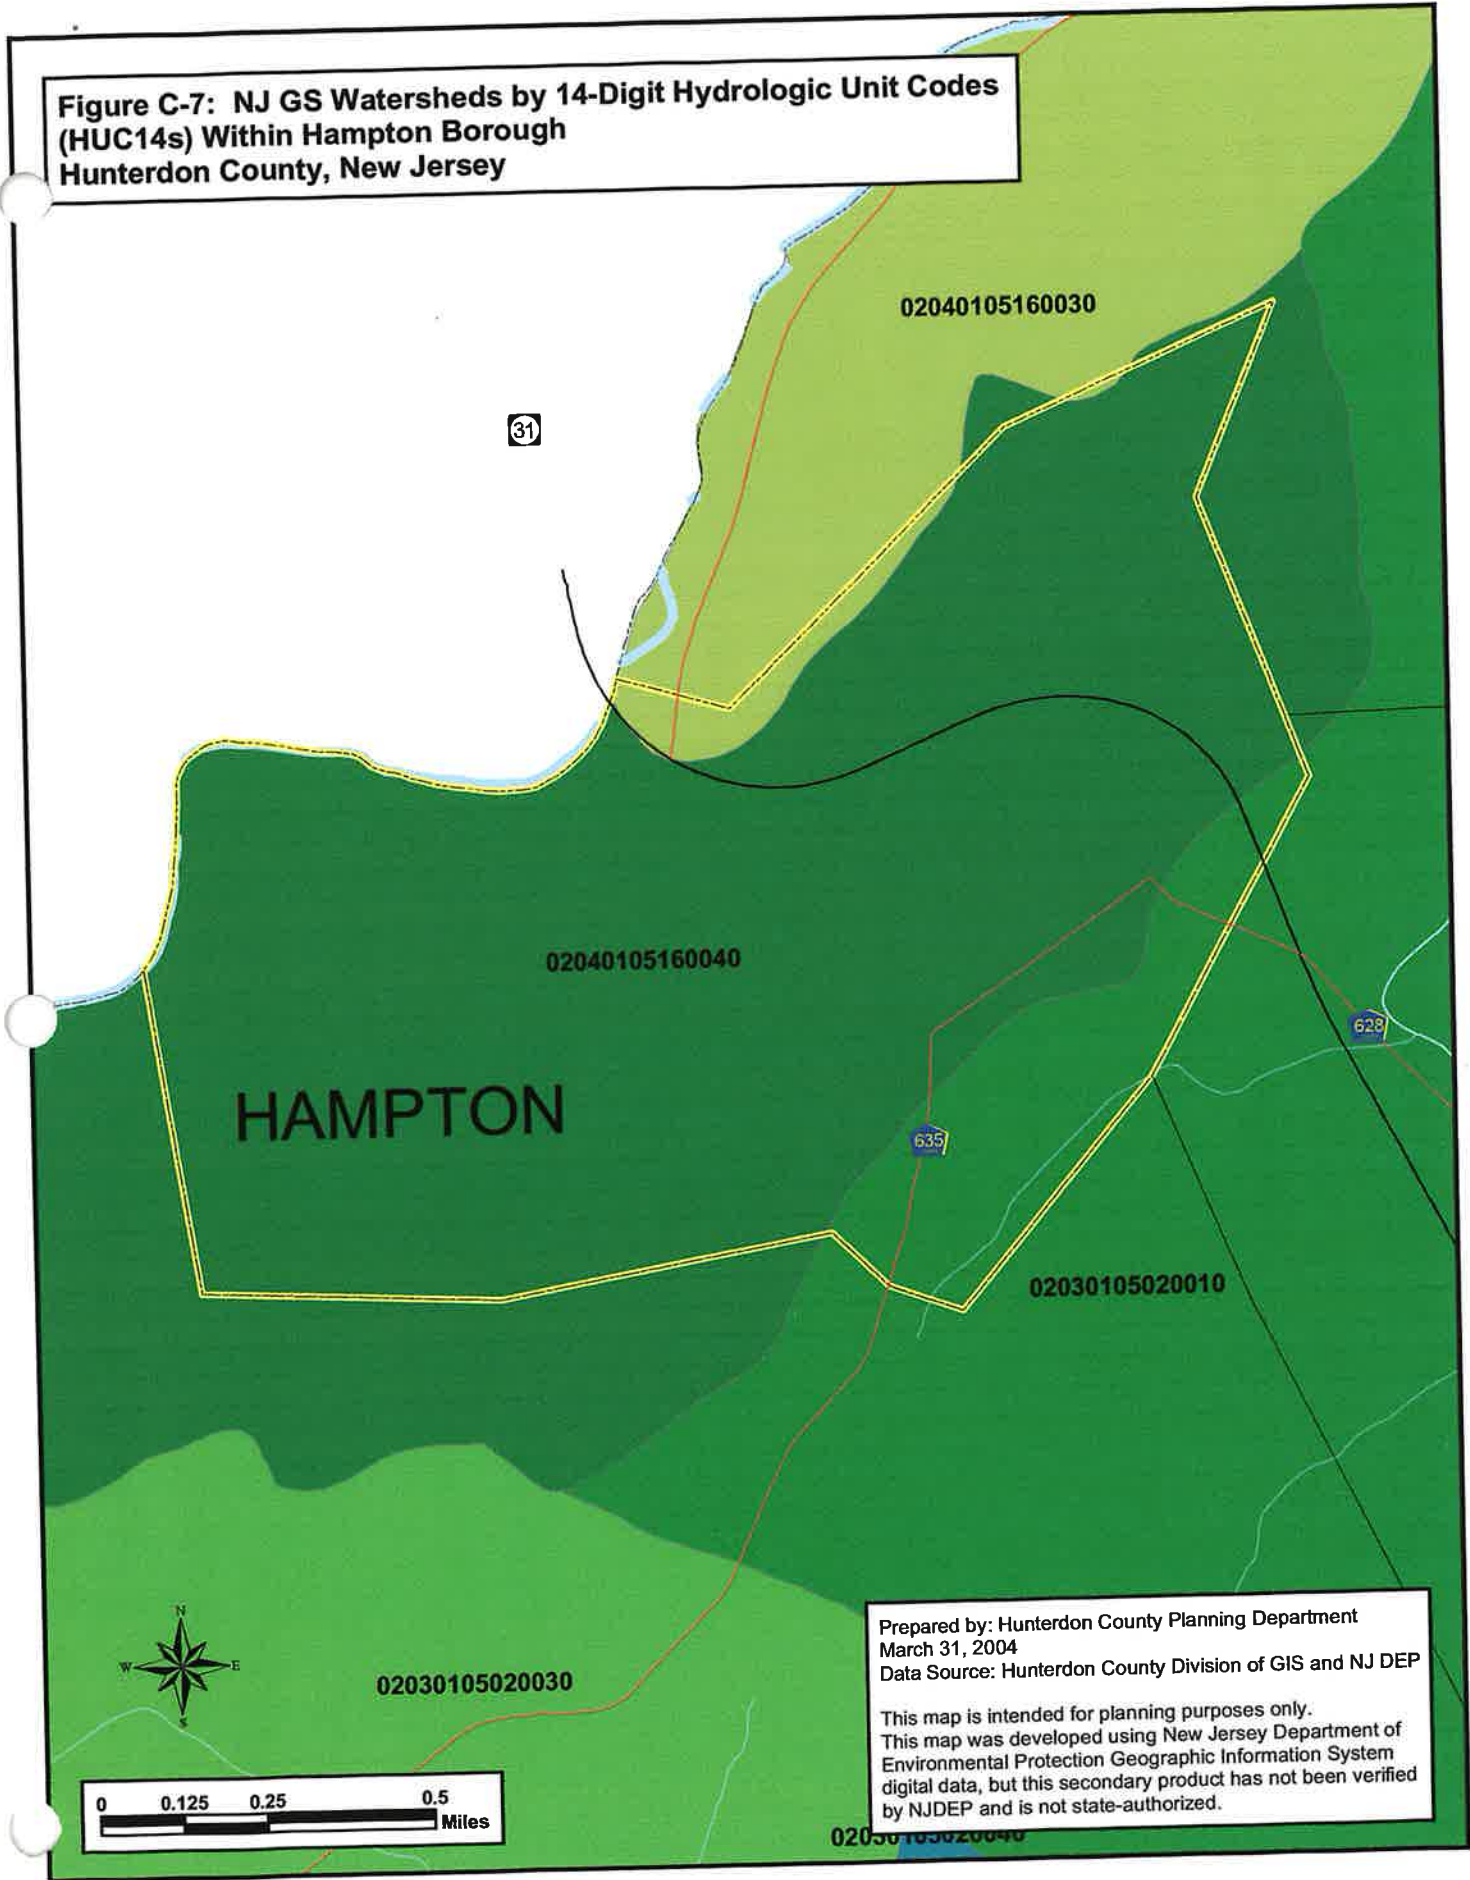 Figure C-7: NJ GS Watersheds by 14-Digit Hydrologic Unit Codes
(HUC14s) Within Hampton Borough
Hunterdon County, New Jersey
02040105160030
31
02040105160040
HAMPTON
628
635
02030105020010
N
W
E
S
02030105020030
Prepared by: Hunterdon County Planning Department
March 31, 2004
Data Source: Hunterdon County Division of GIS and NJ DEP
This map is intended for planning purposes only.
This map was developed using New Jersey Department of
Environmental Protection Geographic Information System
digital data, but this secondary product has not been verified
by NJDEP and is not state-authorized.
0 0.125 0.25 0.5
Miles